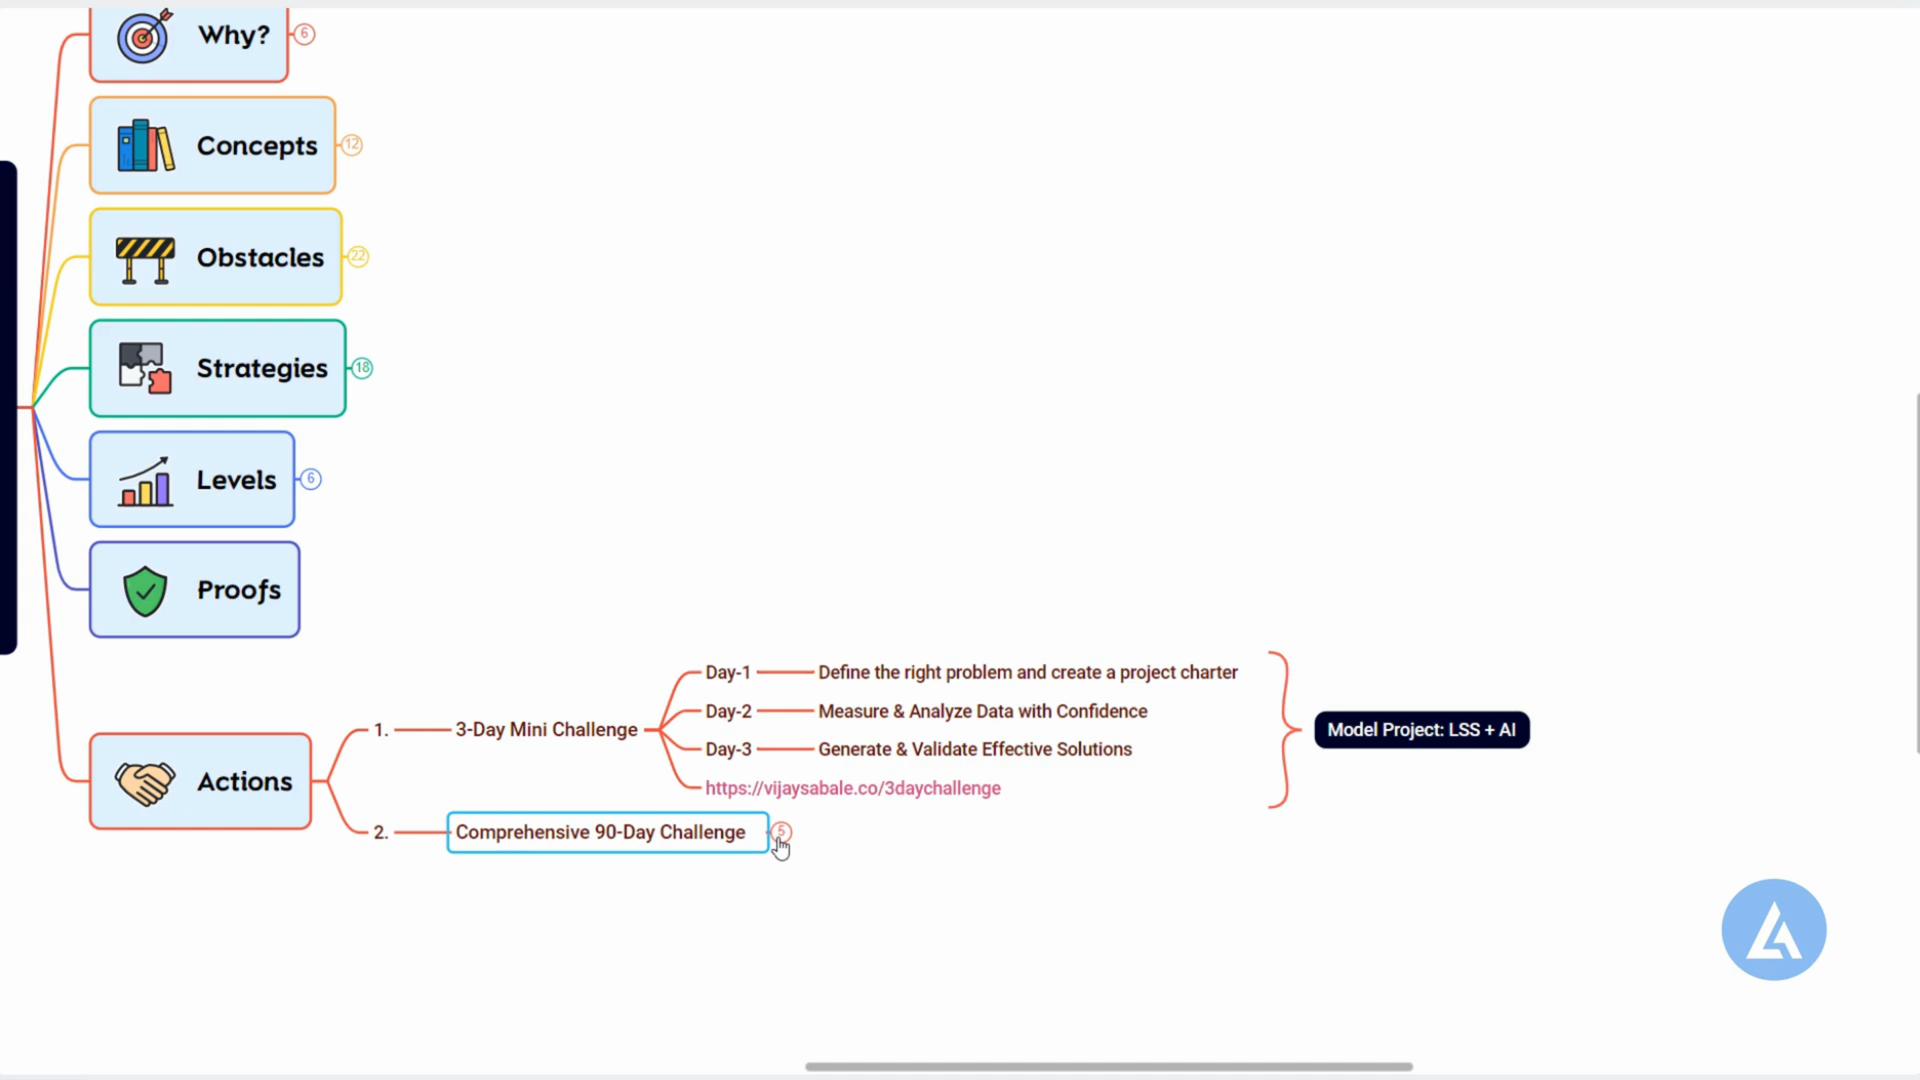 Why?
6
Concepts
12
Obstacles
22
Strategies
18
Levels
6
Proofs
Actions
1.
3-Day Mini Challenge
Day-1
Define the right problem and create a project charter
Day-2
Measure & Analyze Data with Confidence
Day-3
Generate & Validate Effective Solutions
https://vijaysabale.co/3daychallenge
Model Project: LSS + AI
2.
Comprehensive 90-Day Challenge
5